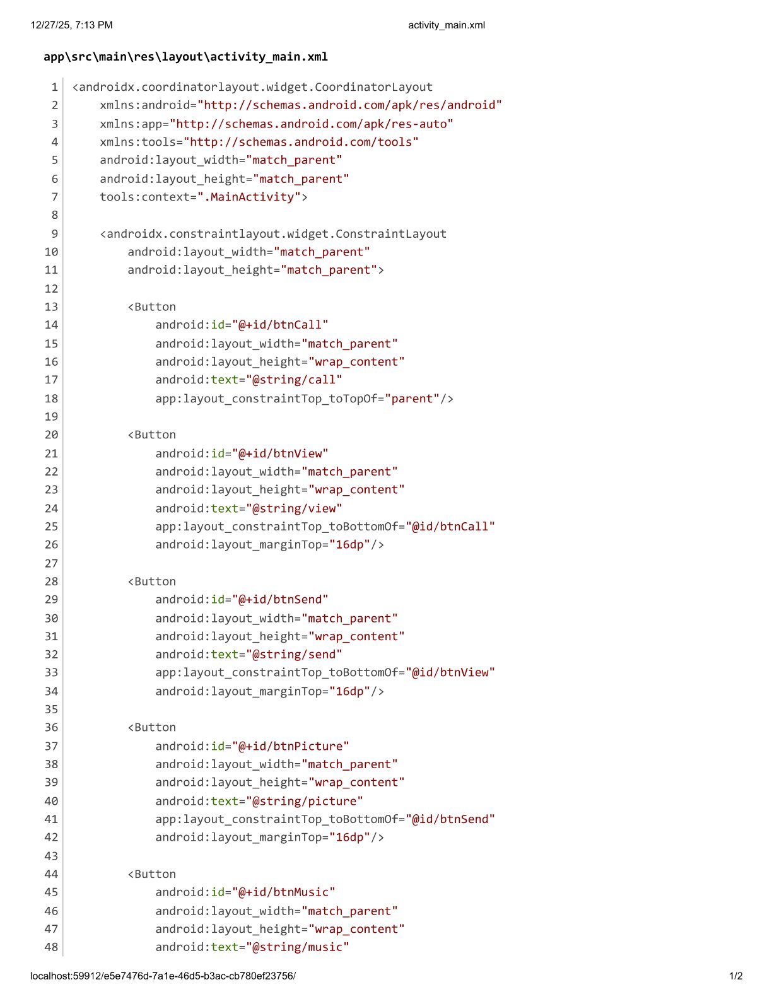 12/27/25, 7:13 PM activity_main.xml
app\src\main\res\layout\activity_main.xml
1 <androidx.coordinatorlayout.widget.CoordinatorLayout
2     xmlns:android="http://schemas.android.com/apk/res/android"
3     xmlns:app="http://schemas.android.com/apk/res-auto"
4     xmlns:tools="http://schemas.android.com/tools"
5     android:layout_width="match_parent"
6     android:layout_height="match_parent"
7     tools:context=".MainActivity">
8
9     <androidx.constraintlayout.widget.ConstraintLayout
10         android:layout_width="match_parent"
11         android:layout_height="match_parent">
12
13         <Button
14             android:id="@+id/btnCall"
15             android:layout_width="match_parent"
16             android:layout_height="wrap_content"
17             android:text="@string/call"
18             app:layout_constraintTop_toTopOf="parent"/>
19
20         <Button
21             android:id="@+id/btnView"
22             android:layout_width="match_parent"
23             android:layout_height="wrap_content"
24             android:text="@string/view"
25             app:layout_constraintTop_toBottomOf="@id/btnCall"
26             android:layout_marginTop="16dp"/>
27
28         <Button
29             android:id="@+id/btnSend"
30             android:layout_width="match_parent"
31             android:layout_height="wrap_content"
32             android:text="@string/send"
33             app:layout_constraintTop_toBottomOf="@id/btnView"
34             android:layout_marginTop="16dp"/>
35
36         <Button
37             android:id="@+id/btnPicture"
38             android:layout_width="match_parent"
39             android:layout_height="wrap_content"
40             android:text="@string/picture"
41             app:layout_constraintTop_toBottomOf="@id/btnSend"
42             android:layout_marginTop="16dp"/>
43
44         <Button
45             android:id="@+id/btnMusic"
46             android:layout_width="match_parent"
47             android:layout_height="wrap_content"
48             android:text="@string/music"
localhost:59912/e5e7476d-7a1e-46d5-b3ac-cb780ef23756/ 1/2